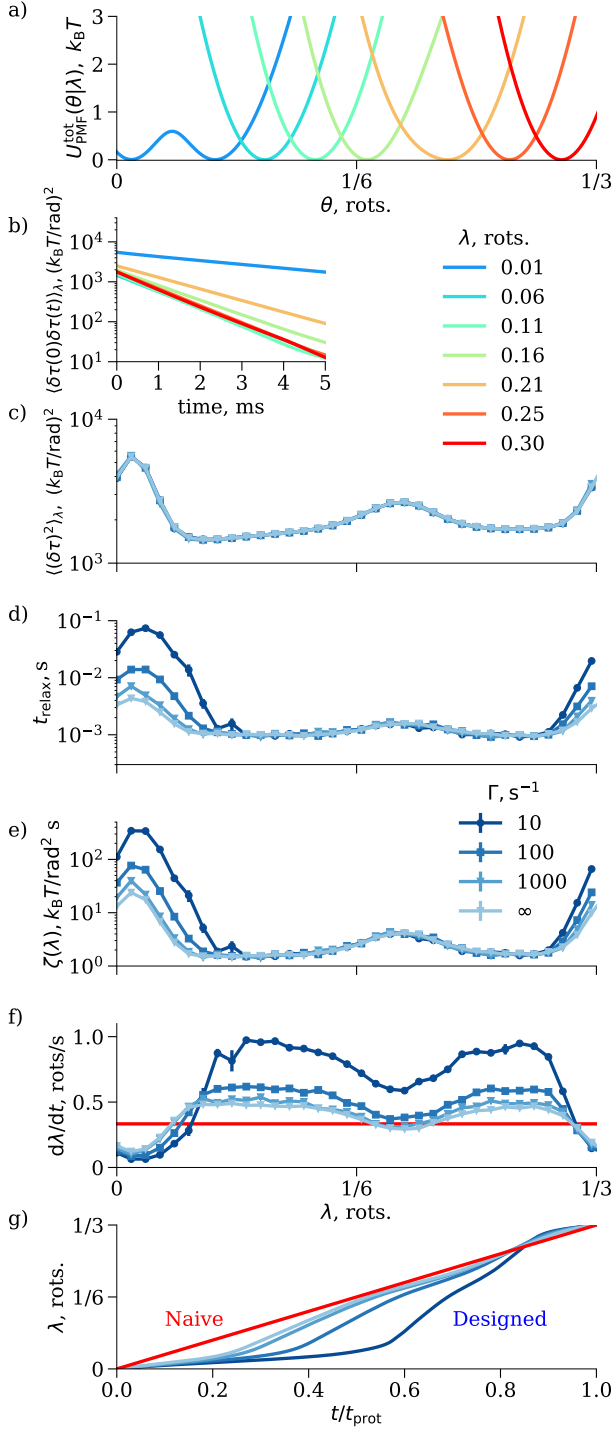 a)
U^tot_PMF(θ|λ), k_BT
3
2
1
0
0
1/6
1/3
θ, rots.
b)
⟨δτ(0)δτ(t)⟩_λ, (k_BT/rad)^2
10^4
10^3
10^2
10^1
0
1
2
3
4
5
time, ms
λ, rots.
0.01
0.06
0.11
0.16
0.21
0.25
0.30
c)
⟨(δτ)^2⟩_λ, (k_BT/rad)^2
10^4
10^3
d)
t_relax, s
10^−1
10^−2
10^−3
Γ, s^−1
10
100
1000
∞
e)
ζ(λ), k_BT/rad^2 s
10^2
10^1
10^0
f)
dλ/dt, rots/s
1.0
0.5
0
0
1/6
1/3
λ, rots.
g)
λ, rots.
1/3
1/6
0
Naive
Designed
0.0
0.2
0.4
0.6
0.8
1.0
t/t_prot